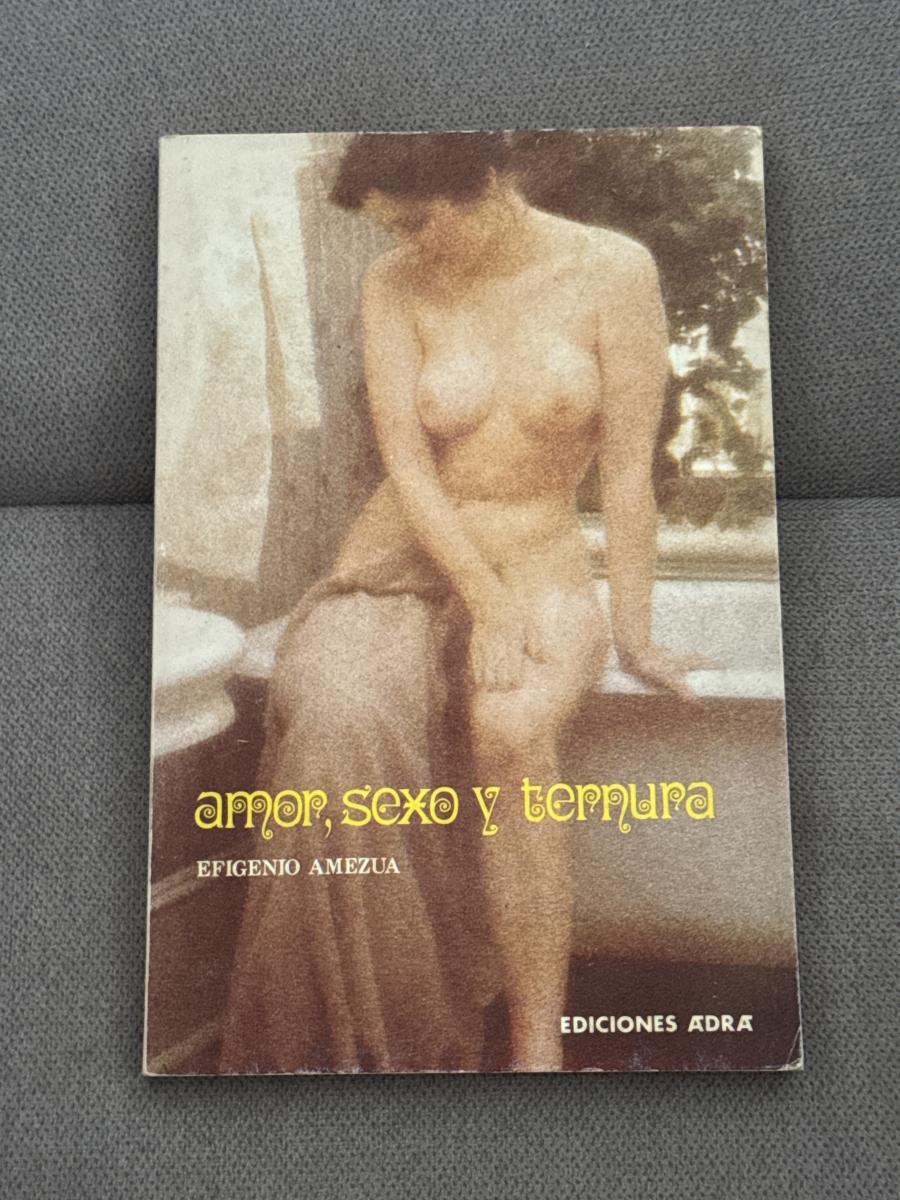 amor, sexo y ternura
EFIGENIO AMEZUA
EDICIONES ADRA